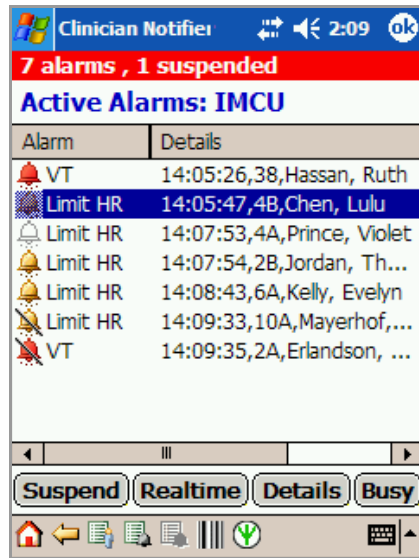 Clinician Notifier 2:09 ok
7 alarms , 1 suspended
Active Alarms: IMCU
Alarm Details
VT 14:05:26,38,Hassan, Ruth
Limit HR 14:05:47,4B,Chen, Lulu
Limit HR 14:07:53,4A,Prince, Violet
Limit HR 14:07:54,2B,Jordan, Th...
Limit HR 14:08:43,6A,Kelly, Evelyn
Limit HR 14:09:33,10A,Mayerhof,...
VT 14:09:35,2A,Erlandson, ...
Suspend Realtime Details Busy